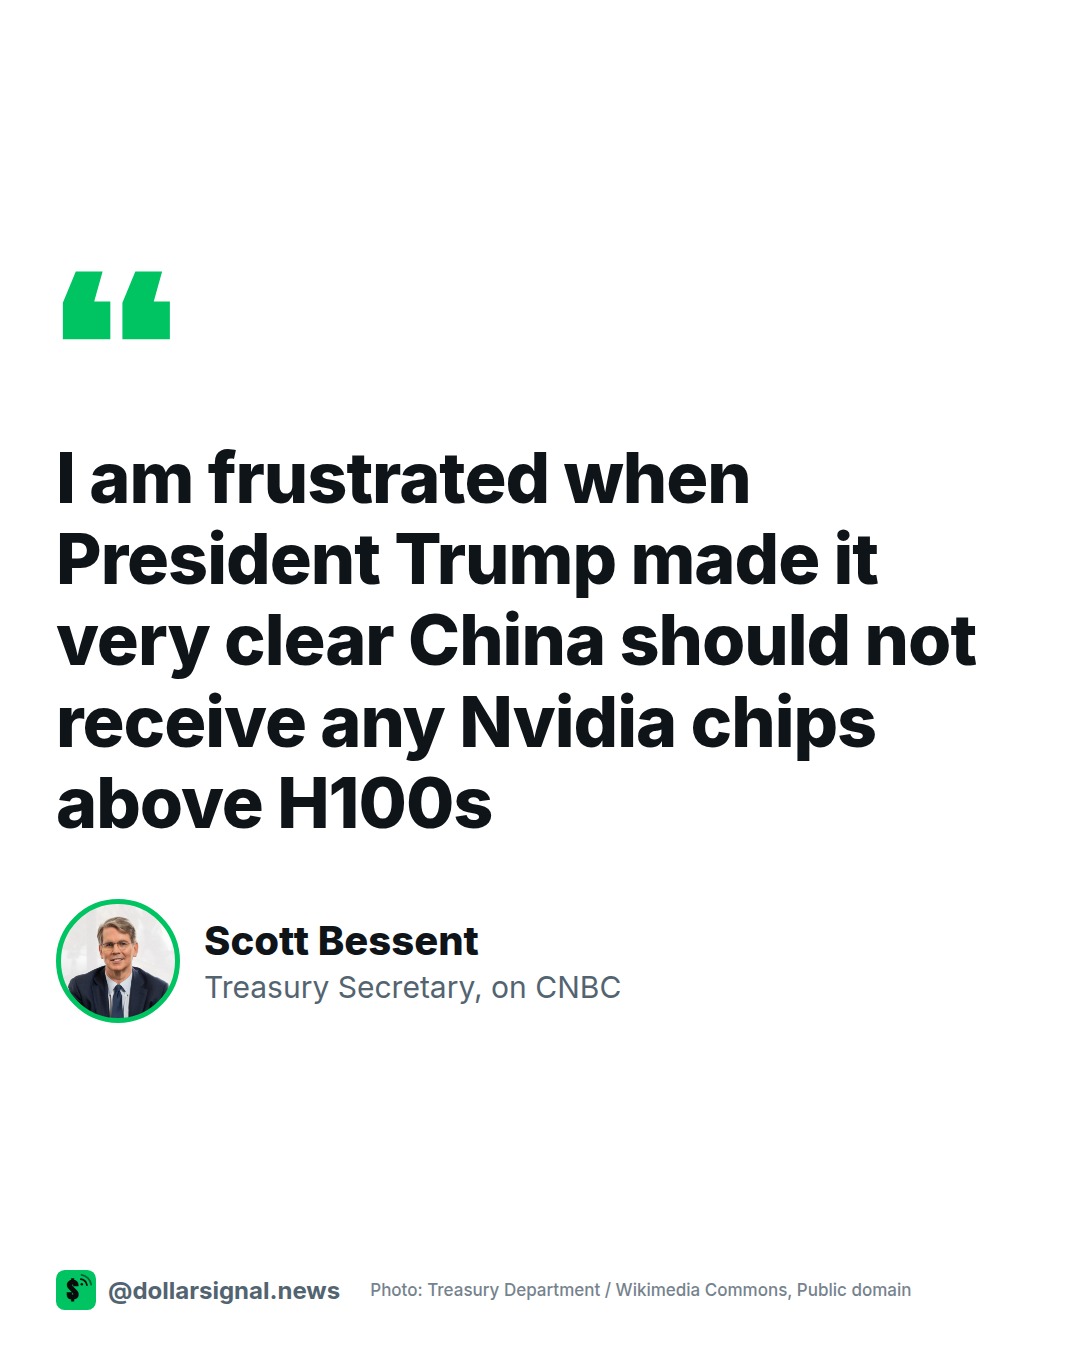 “
I am frustrated when
President Trump made it
very clear China should not
receive any Nvidia chips
above H100s
Scott Bessent
Treasury Secretary, on CNBC
$
@dollarsignal.news
Photo: Treasury Department / Wikimedia Commons, Public domain